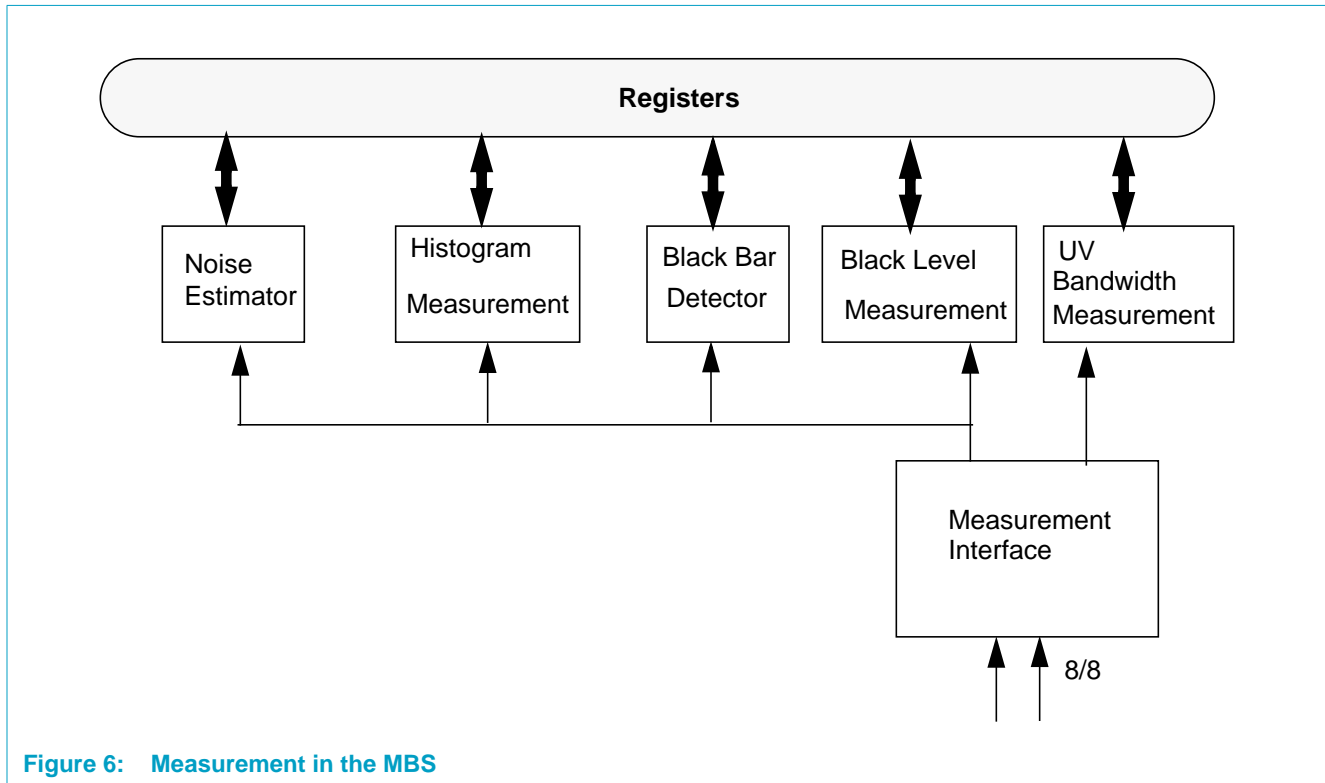 Registers
Noise
Estimator
Histogram
Measurement
Black Bar
Detector
Black Level
Measurement
UV
Bandwidth
Measurement
Measurement
Interface
8/8
Figure 6: Measurement in the MBS